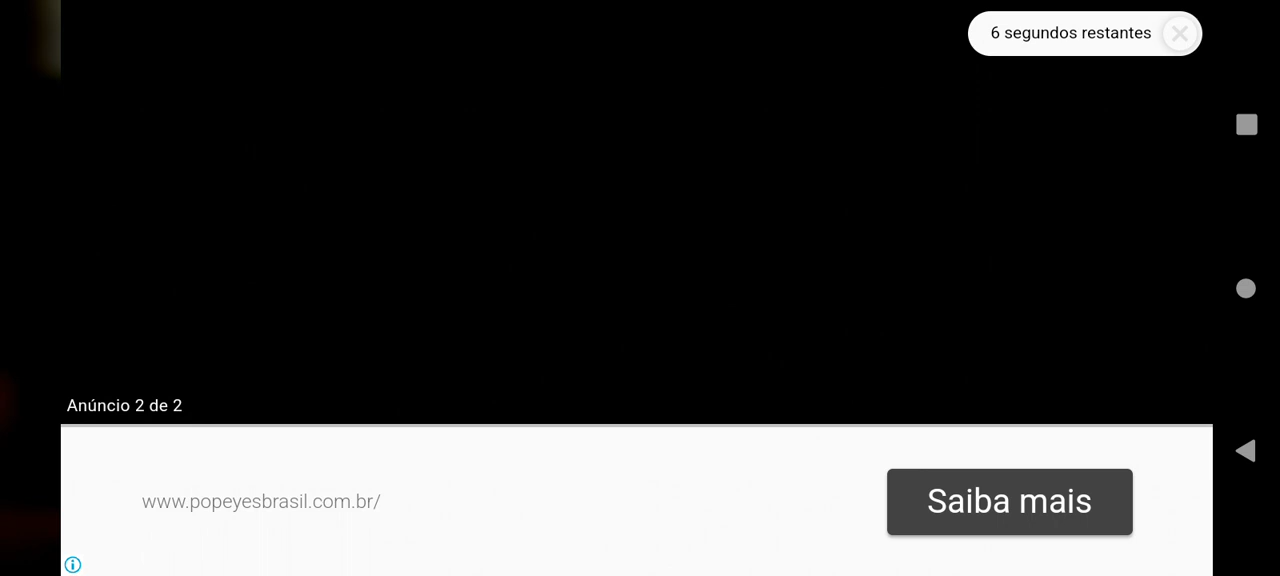 6 segundos restantes
Anúncio 2 de 2
www.popeyesbrasil.com.br/
Saiba mais